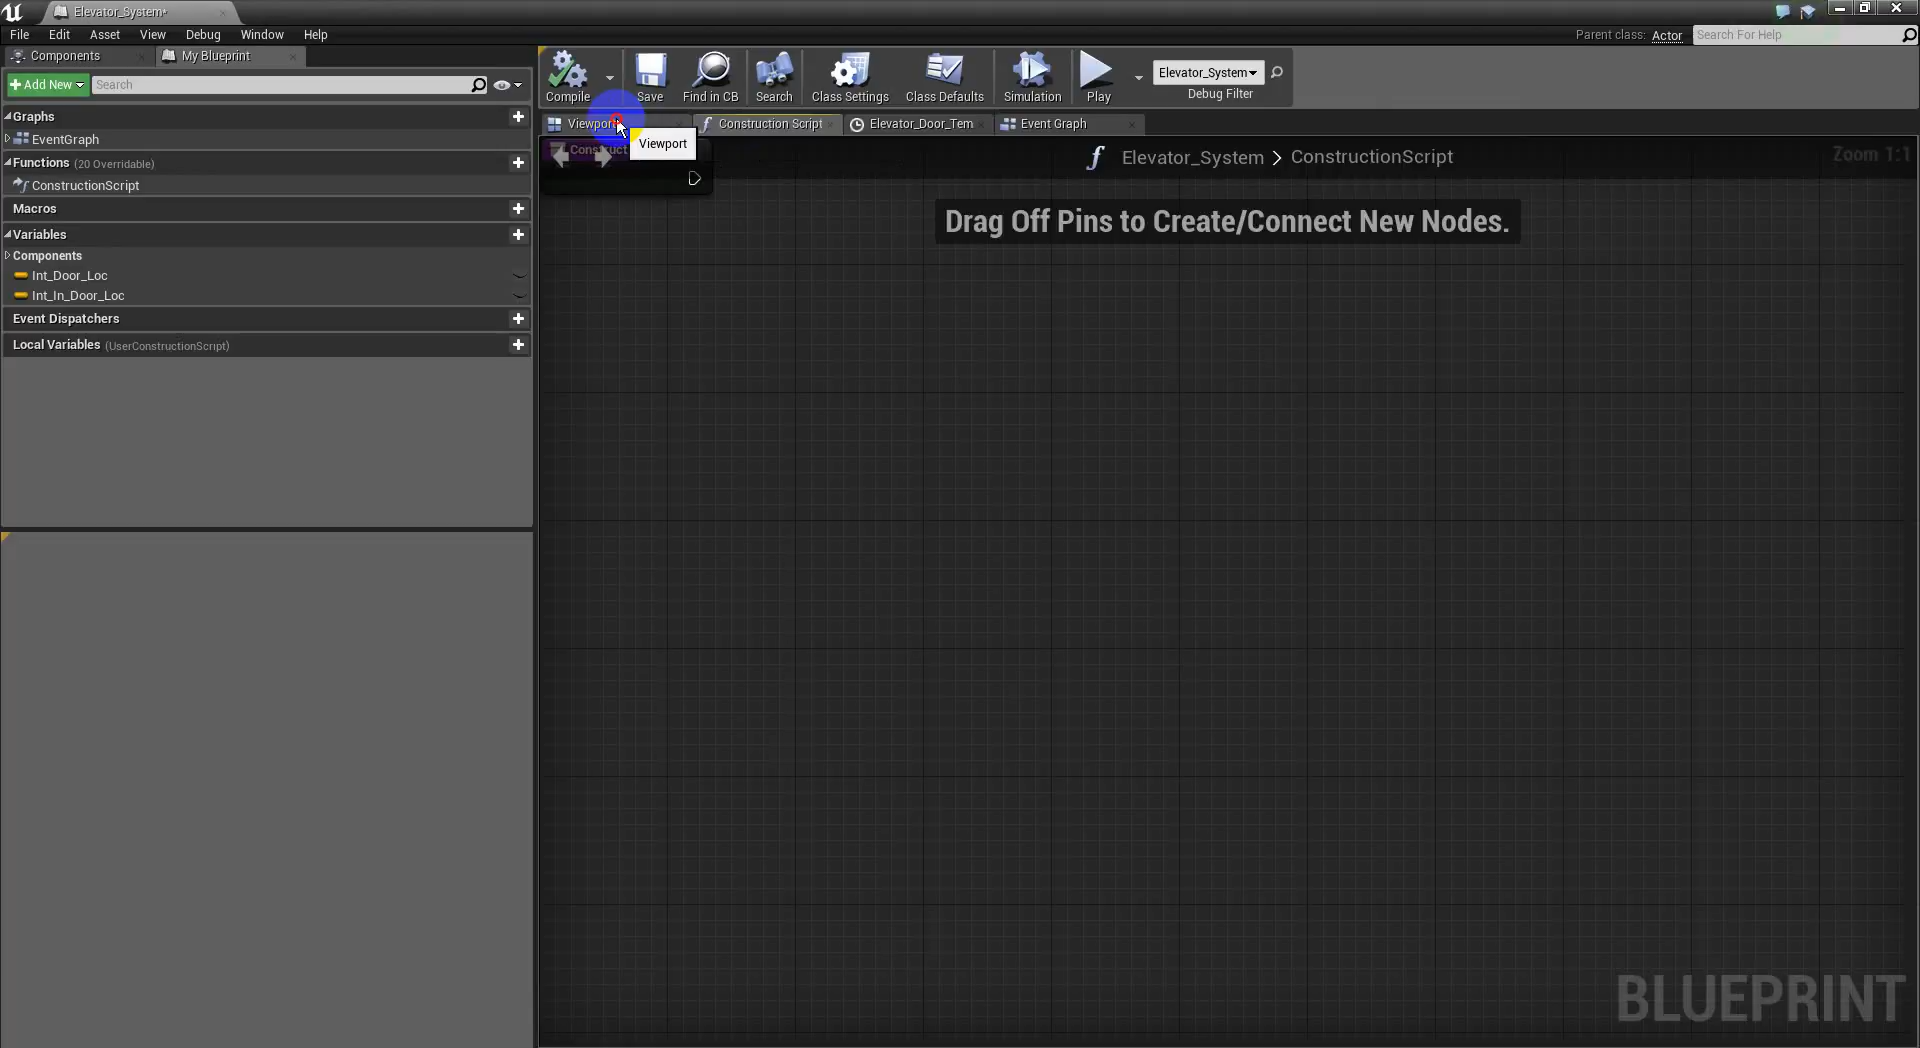 Elevator_System*
File Edit Asset View Debug Window Help
Parent class: Actor
Search For Help
Components
My Blueprint
Add New
Search
Compile
Save
Find in CB
Search
Class Settings
Class Defaults
Simulation
Play
Elevator_System
Debug Filter
Graphs
EventGraph
Functions (20 Overridable)
ConstructionScript
Macros
Variables
Components
Int_Door_Loc
Int_In_Door_Loc
Event Dispatchers
Local Variables (UserConstructionScript)
Viewport
Construction Script
Elevator_Door_Tem
Event Graph
Viewport
Construct
f
Elevator_System > ConstructionScript
Zoom 1:1
Drag Off Pins to Create/Connect New Nodes.
BLUEPRINT